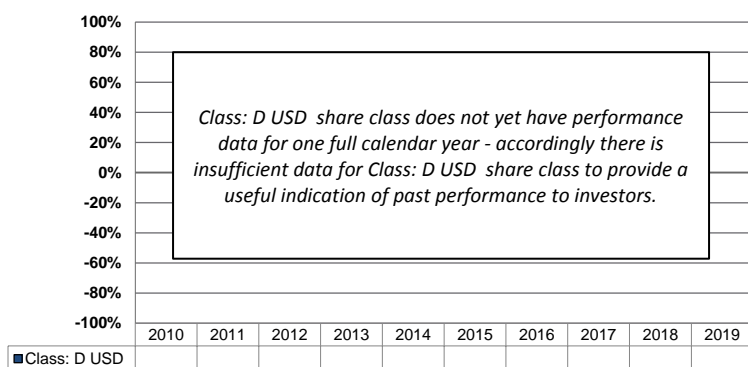 100%
80%
60%
40%
20%
0%
-20%
-40%
-60%
-80%
-100%
Class: D USD  share class does not yet have performance
data for one full calendar year - accordingly there is
insufficient data for Class: D USD  share class to provide a
useful indication of past performance to investors.
2010 2011 2012 2013 2014 2015 2016 2017 2018 2019
Class: D USD